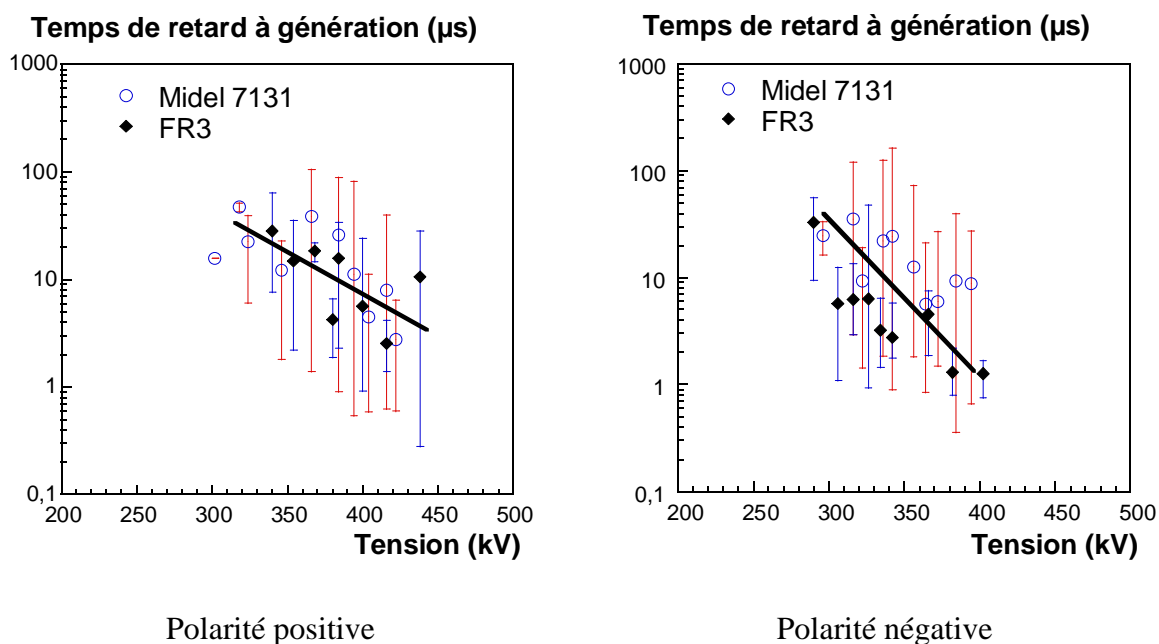 Temps de retard à génération (µs)
1000
100
10
1
0,1
Midel 7131
FR3
200 250 300 350 400 450 500
Tension (kV)
Polarité positive
Temps de retard à génération (µs)
1000
100
10
1
0,1
Midel 7131
FR3
200 250 300 350 400 450 500
Tension (kV)
Polarité négative